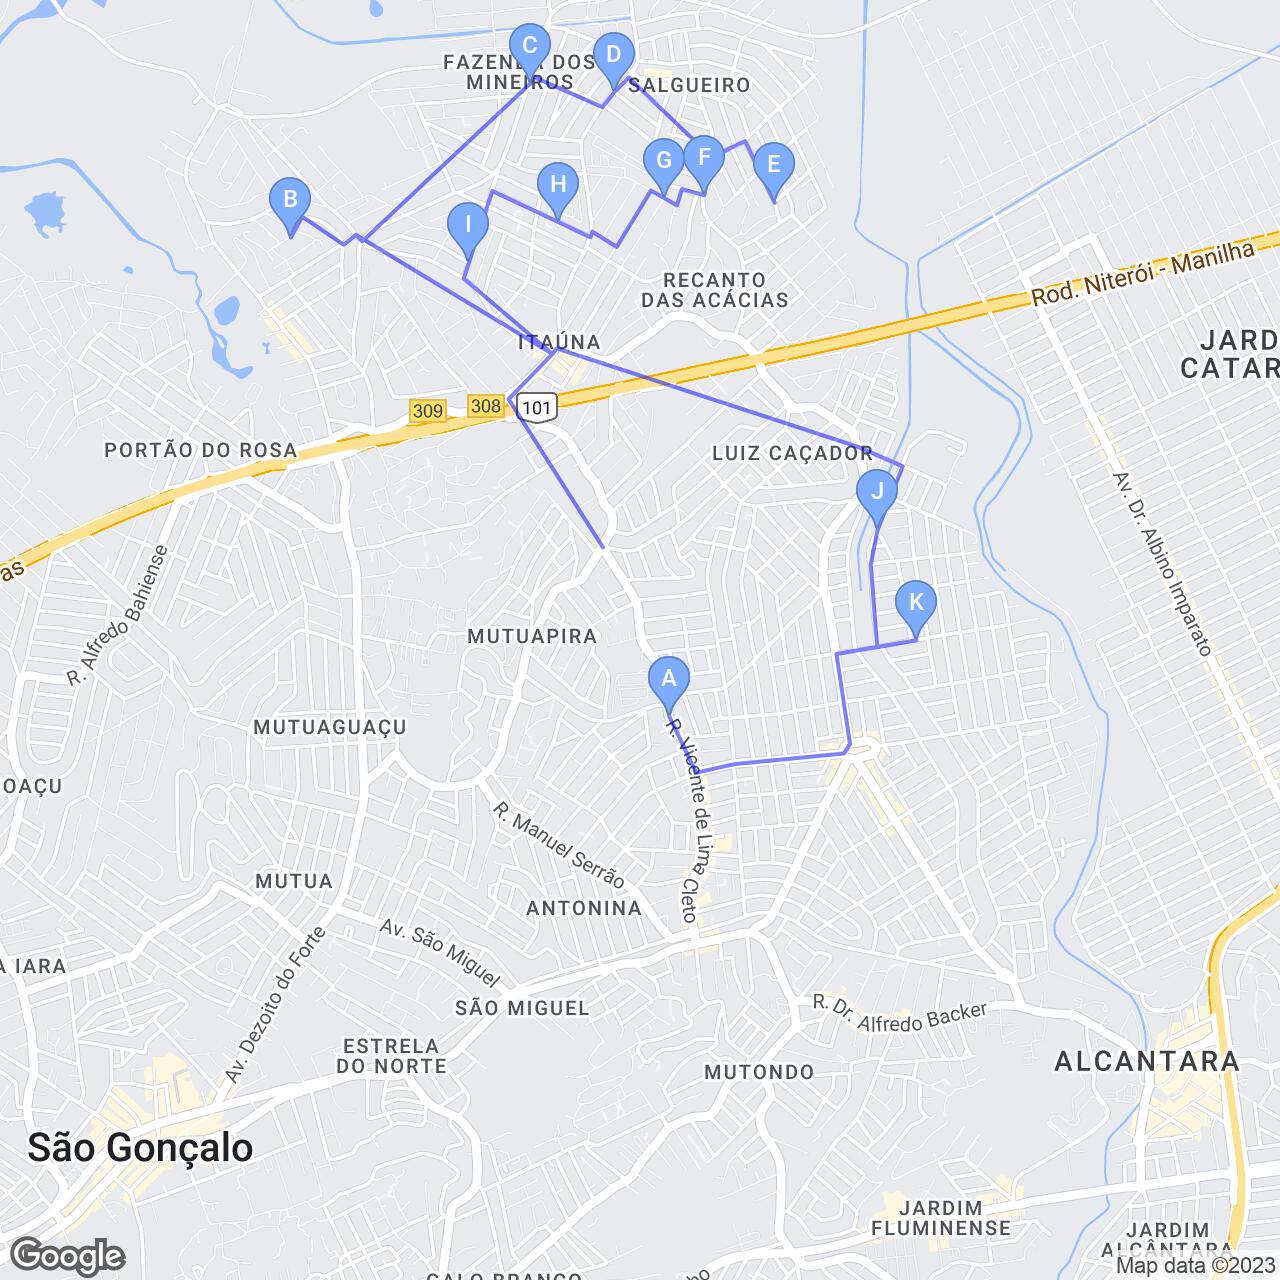 C
D
FAZENDA DOS
MINEIROS
SALGUEIRO
G
F
E
B
H
I
RECANTO
DAS ACÁCIAS
Rod. Niterói - Manilha
ITAÚNA
JARD
CATAR
309
308
101
PORTÃO DO ROSA
LUIZ CAÇADOR
J
Av. Dr. Albino Imparato
as
R. Alfredo Bahiense
K
MUTUAPIRA
A
MUTUAGUAÇU
R. Vicente de Lima Cleto
OAÇU
R. Manuel Serrão
MUTUA
ANTONINA
Av. São Miguel
A IARA
Av. Dezoito do Forte
SÃO MIGUEL
R. Dr. Alfredo Backer
ESTRELA
DO NORTE
ALCANTARA
MUTONDO
São Gonçalo
JARDIM
FLUMINENSE
JARDIM
ALCÂNTARA
Google
GALO BRANCO
ho
Map data ©2023